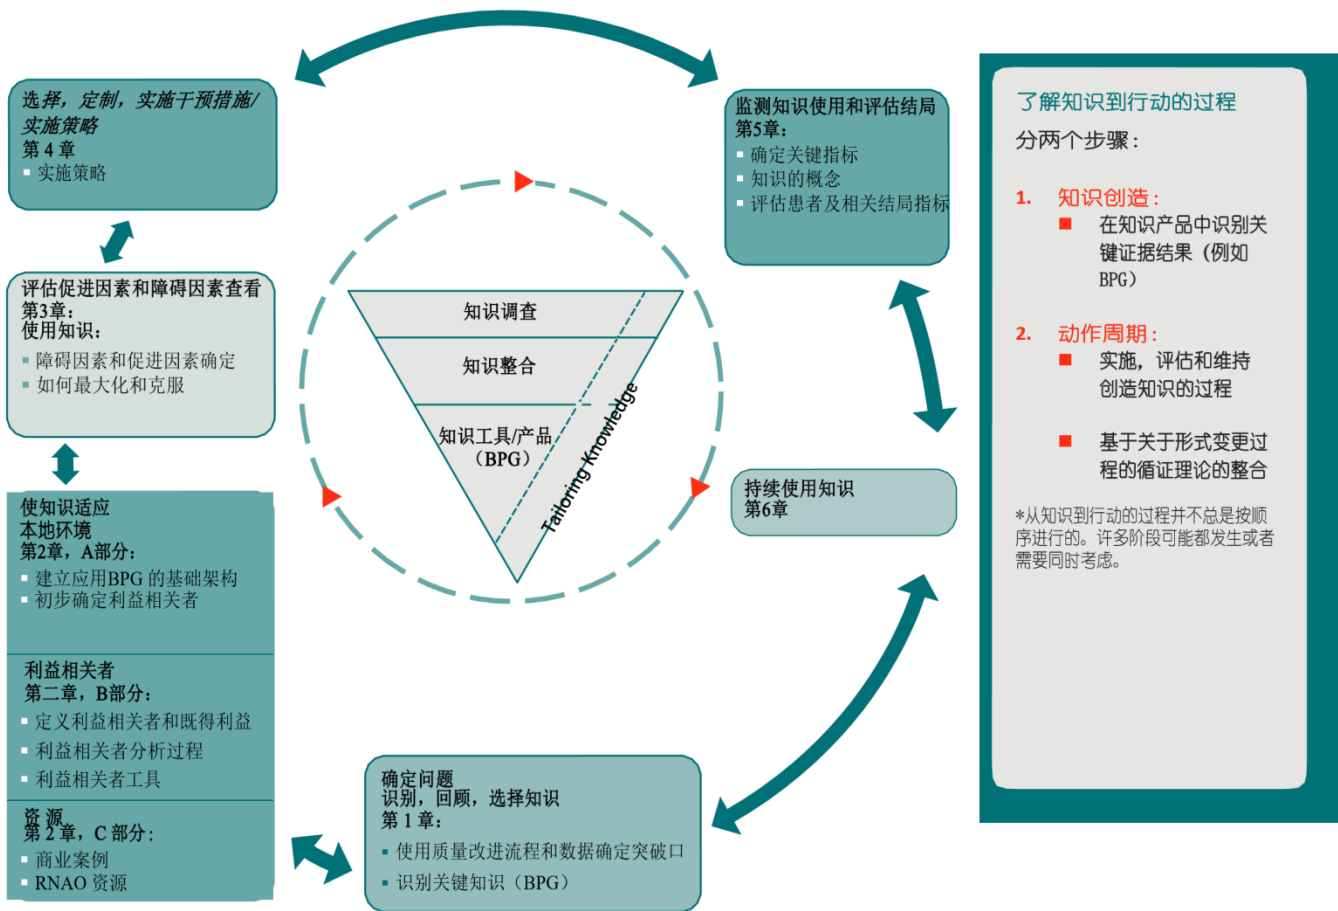 选择，定制，实施干预措施/
实施策略
第 4 章
实施策略
评估促进因素和障碍因素查看
第3章：
使用知识：
障碍因素和促进因素确定
如何最大化和克服
使知识适应
本地环境
第2章，A部分：
建立应用BPG 的基础架构
初步确定利益相关者
利益相关者
第二章，B部分：
定义利益相关者和既得利益
利益相关者分析过程
利益相关者工具
资 源
第 2 章，C 部分：
商业案例
RNAO 资源
知识调查
知识整合
知识工具/产品
（BPG）
Tailoring Knowledge
确定问题
识别，回顾，选择知识
第 1 章：
使用质量改进流程和数据确定突破口
识别关键知识（BPG）
监测知识使用和评估结局
第5章：
确定关键指标
知识的概念
评估患者及相关结局指标
持续使用知识
第6章
了解知识到行动的过程
分两个步骤：
1. 知识创造：
在知识产品中识别关
键证据结果（例如
BPG）
2. 动作周期：
实施，评估和维持
创造知识的过程
基于关于形式变更过
程的循证理论的整合
*从知识到行动的过程并不总是按顺
序进行的。许多阶段可能都发生或者
需要同时考虑。